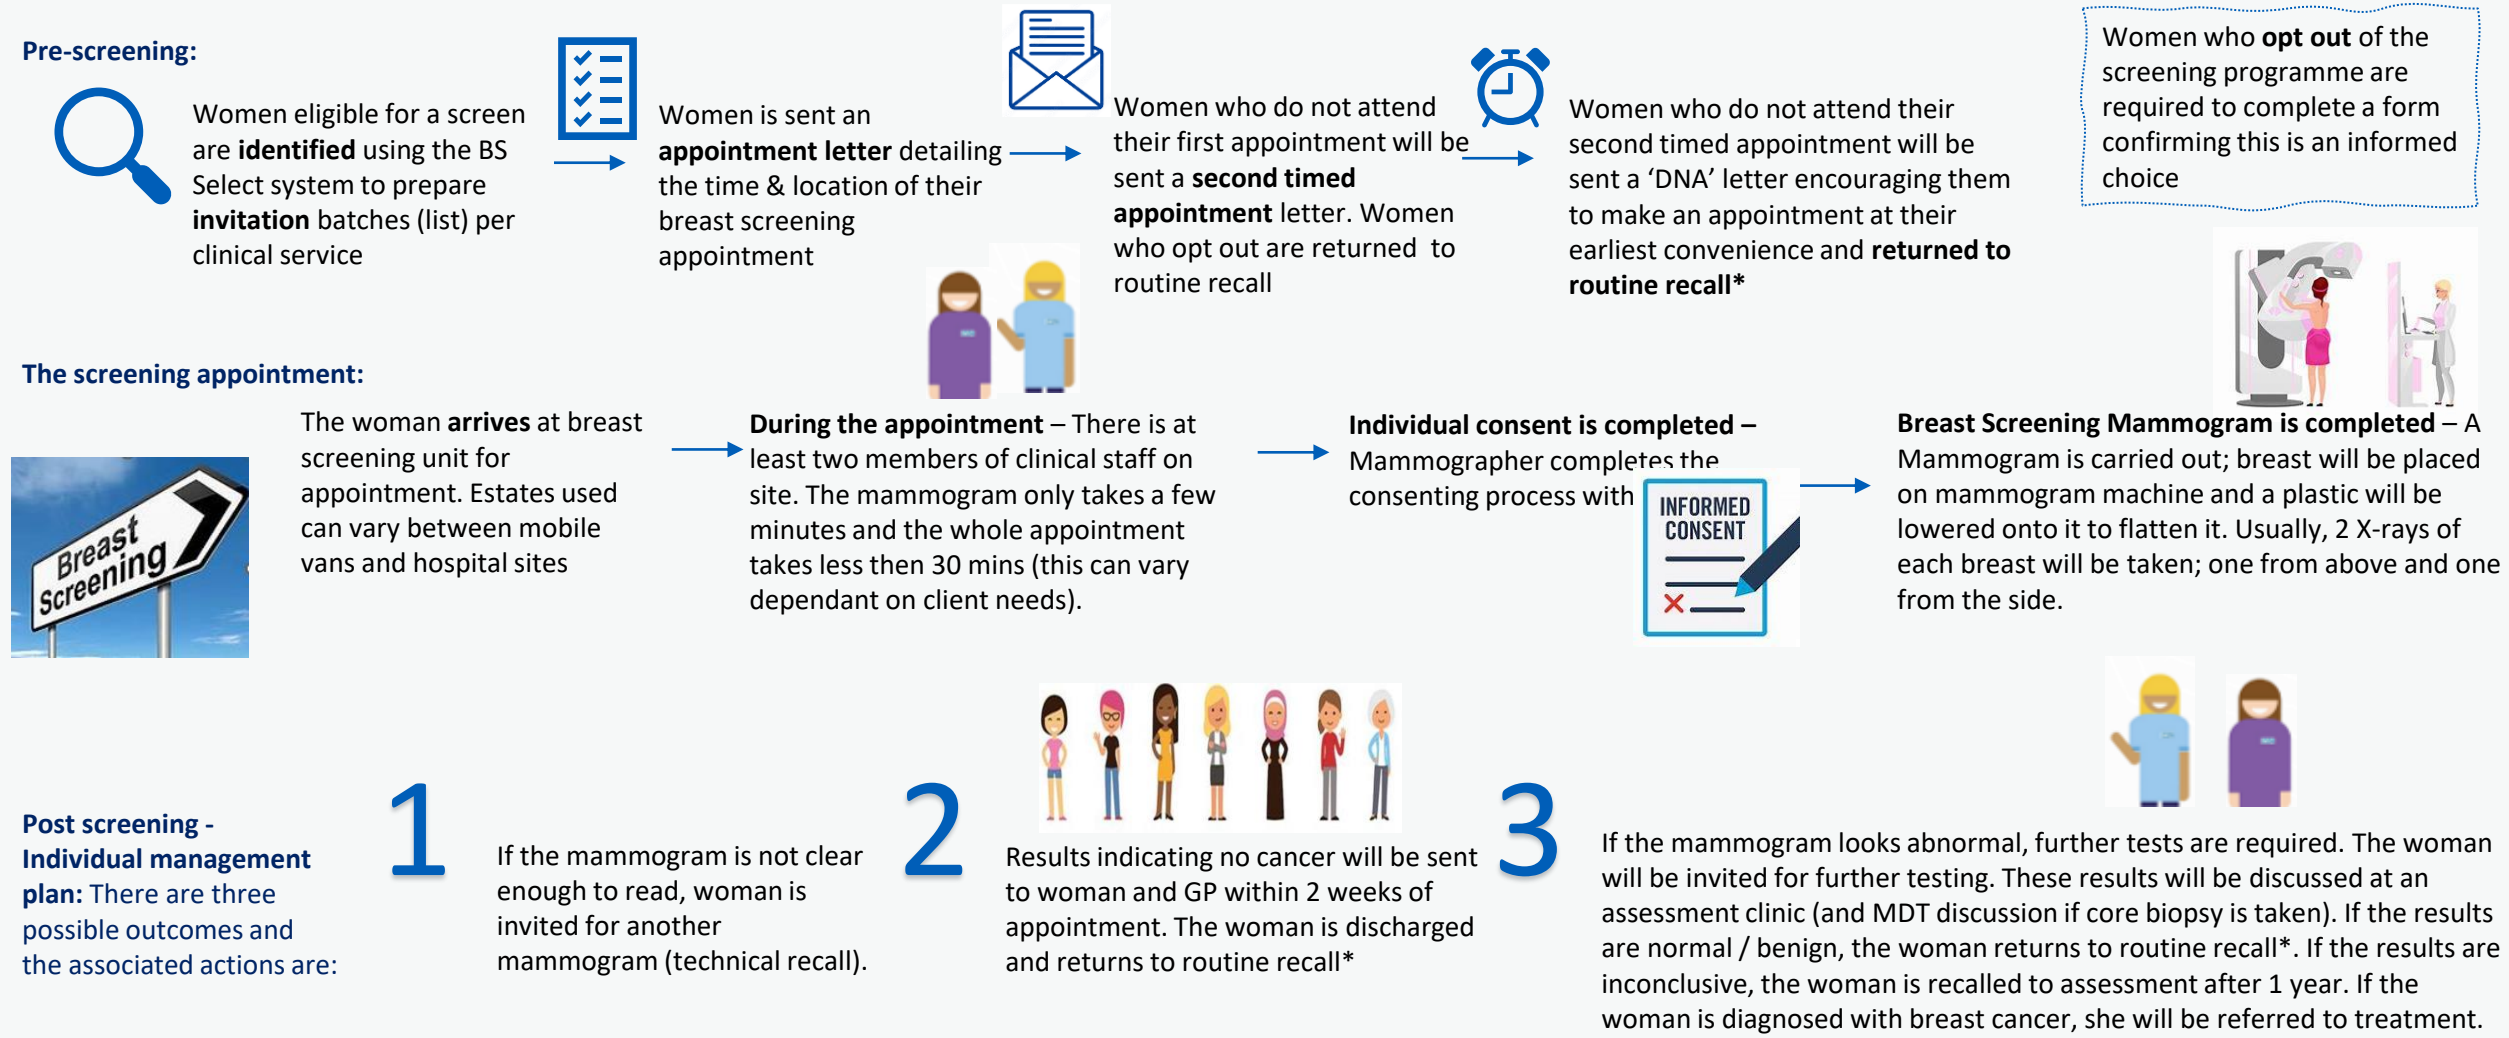 Pre-screening:
Women eligible for a screen
are identified using the BS
Select system to prepare
invitation batches (list) per
clinical service
Women is sent an
appointment letter detailing
the time & location of their
breast screening
appointment
Women who do not attend
their first appointment will be
sent a second timed
appointment letter. Women
who opt out are returned to
routine recall
Women who do not attend their
second timed appointment will be
sent a ‘DNA’ letter encouraging them
to make an appointment at their
earliest convenience and returned to
routine recall*
Women who opt out of the
screening programme are
required to complete a form
confirming this is an informed
choice
The screening appointment:
Breast
Screening
The woman arrives at breast
screening unit for
appointment. Estates used
can vary between mobile
vans and hospital sites
During the appointment – There is at
least two members of clinical staff on
site. The mammogram only takes a few
minutes and the whole appointment
takes less then 30 mins (this can vary
dependant on client needs).
Individual consent is completed –
Mammographer completes the
consenting process with
INFORMED
CONSENT
Breast Screening Mammogram is completed – A
Mammogram is carried out; breast will be placed
on mammogram machine and a plastic will be
lowered onto it to flatten it. Usually, 2 X-rays of
each breast will be taken; one from above and one
from the side.
Post screening -
Individual management
plan: There are three
possible outcomes and
the associated actions are:
1
If the mammogram is not clear
enough to read, woman is
invited for another
mammogram (technical recall).
2
Results indicating no cancer will be sent
to woman and GP within 2 weeks of
appointment. The woman is discharged
and returns to routine recall*
3
If the mammogram looks abnormal, further tests are required. The woman
will be invited for further testing. These results will be discussed at an
assessment clinic (and MDT discussion if core biopsy is taken). If the results
are normal / benign, the woman returns to routine recall*. If the results are
inconclusive, the woman is recalled to assessment after 1 year. If the
woman is diagnosed with breast cancer, she will be referred to treatment.